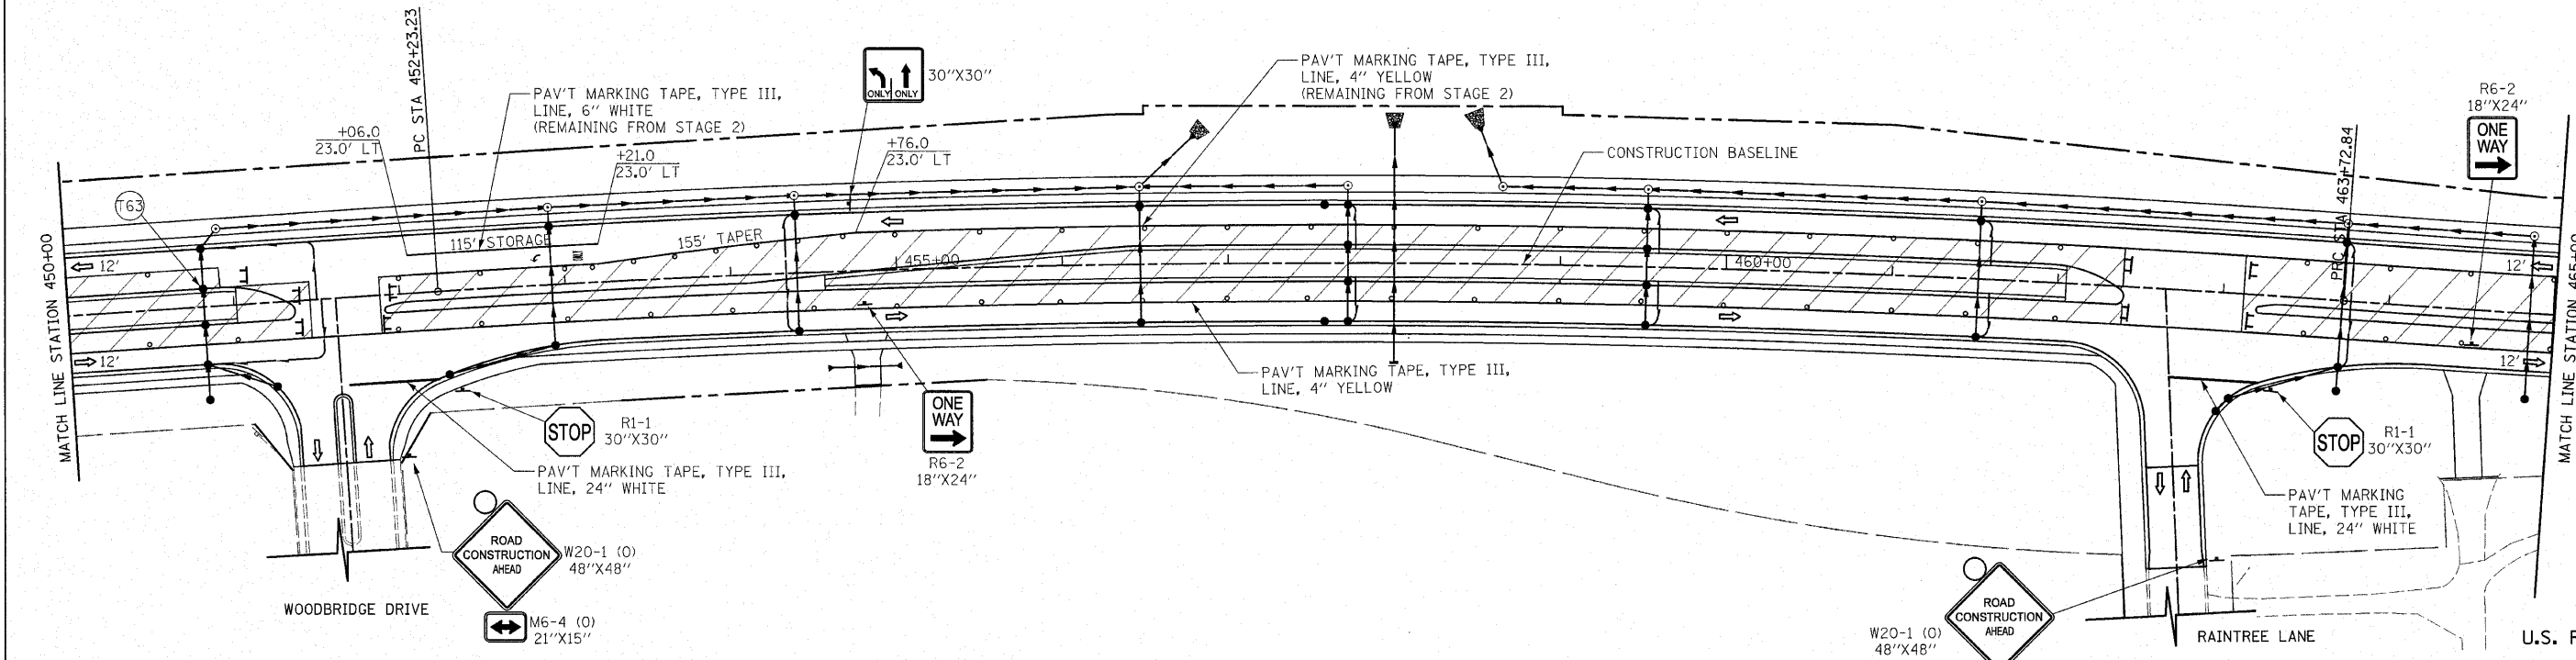 PC STA 452+23.23
PAV'T MARKING TAPE, TYPE III,
LINE, 6" WHITE
(REMAINING FROM STAGE 2)
ONLY ONLY
30"X30"
PAV'T MARKING TAPE, TYPE III,
LINE, 4" YELLOW
(REMAINING FROM STAGE 2)
R6-2
18"X24"
ONE
WAY
+06.0
23.0' LT
+21.0
23.0' LT
+76.0
23.0' LT
CONSTRUCTION BASELINE
PRC STA 463+72.84
T63
MATCH LINE STATION 450+00
12'
115' STORAGE
155' TAPER
455+00
460+00
12'
MATCH LINE STATION 465+00
12'
12'
PAV'T MARKING TAPE, TYPE III,
LINE, 4" YELLOW
ONE
WAY
R6-2
18"X24"
STOP
R1-1
30"X30"
STOP
R1-1
30"X30"
PAV'T MARKING TAPE, TYPE III,
LINE, 24" WHITE
PAV'T MARKING
TAPE, TYPE III,
LINE, 24" WHITE
ROAD
CONSTRUCTION
AHEAD
W20-1 (O)
48"X48"
WOODBRIDGE DRIVE
M6-4 (O)
21"X15"
ROAD
CONSTRUCTION
AHEAD
W20-1 (O)
48"X48"
RAINTREE LANE
U.S.